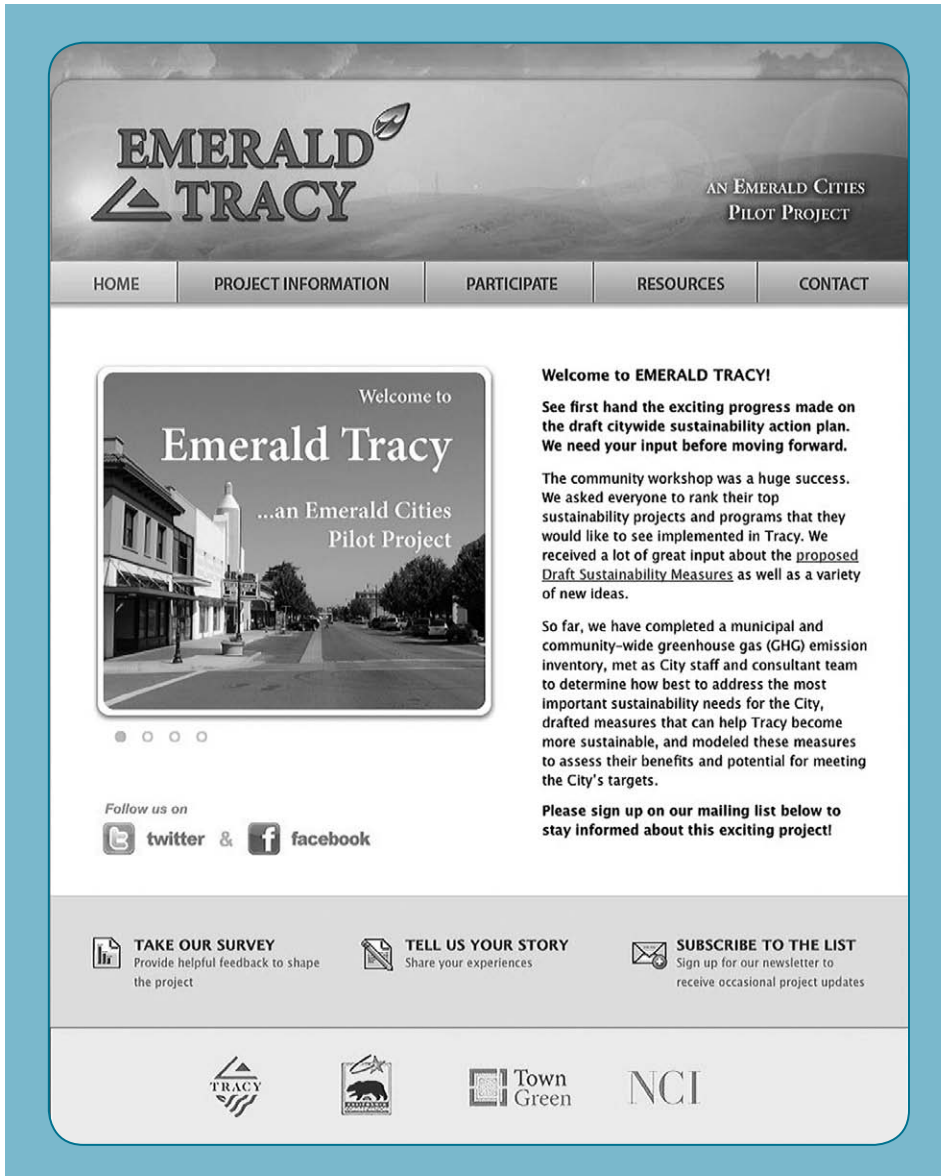 EMERALD
TRACY
AN EMERALD CITIES
PILOT PROJECT
HOME PROJECT INFORMATION PARTICIPATE RESOURCES CONTACT
Welcome to
Emerald Tracy
...an Emerald Cities
Pilot Project
Follow us on
twitter & facebook
Welcome to EMERALD TRACY!
See first hand the exciting progress made on
the draft citywide sustainability action plan.
We need your input before moving forward.
The community workshop was a huge success.
We asked everyone to rank their top
sustainability projects and programs that they
would like to see implemented in Tracy. We
received a lot of great input about the proposed
Draft Sustainability Measures as well as a variety
of new ideas.
So far, we have completed a municipal and
community-wide greenhouse gas (GHG) emission
inventory, met as City staff and consultant team
to determine how best to address the most
important sustainability needs for the City,
drafted measures that can help Tracy become
more sustainable, and modeled these measures
to assess their benefits and potential for meeting
the City's targets.
Please sign up on our mailing list below to
stay informed about this exciting project!
TAKE OUR SURVEY
Provide helpful feedback to shape
the project
TELL US YOUR STORY
Share your experiences
SUBSCRIBE TO THE LIST
Sign up for our newsletter to
receive occasional project updates
TRACY
Town
Green
NCI